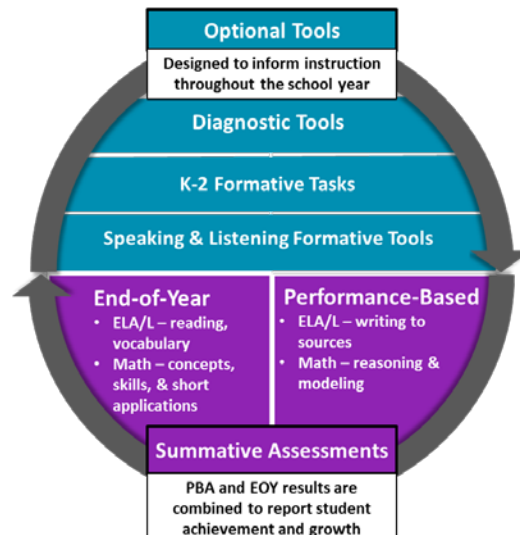 Optional Tools
Designed to inform instruction
throughout the school year
Diagnostic Tools
K-2 Formative Tasks
Speaking & Listening Formative Tools
End-of-Year
• ELA/L – reading,
vocabulary
• Math – concepts,
skills, & short
applications
Performance-Based
• ELA/L – writing to
sources
• Math – reasoning &
modeling
Summative Assessments
PBA and EOY results are
combined to report student
achievement and growth